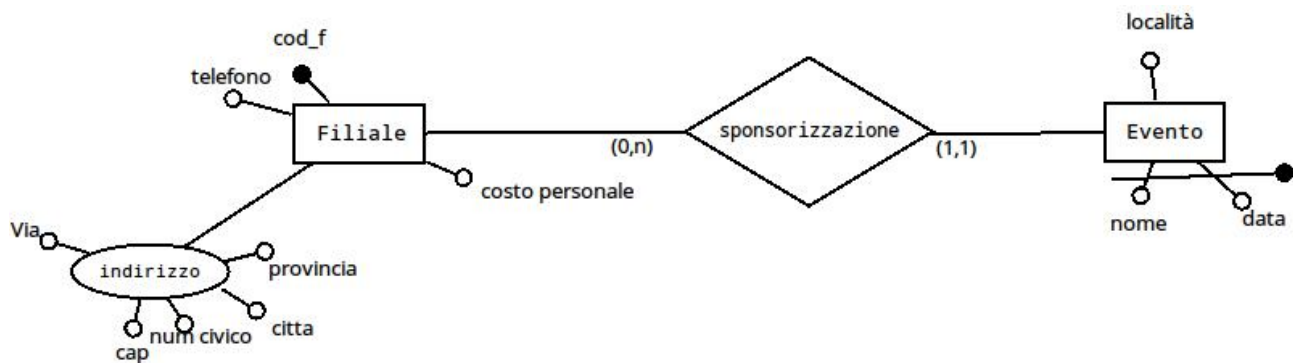 località
cod_f
telefono
Filiale
sponsorizzazione
Evento
(0,n)
(1,1)
costo personale
nome
data
Via
indirizzo
provincia
citta
num civico
cap